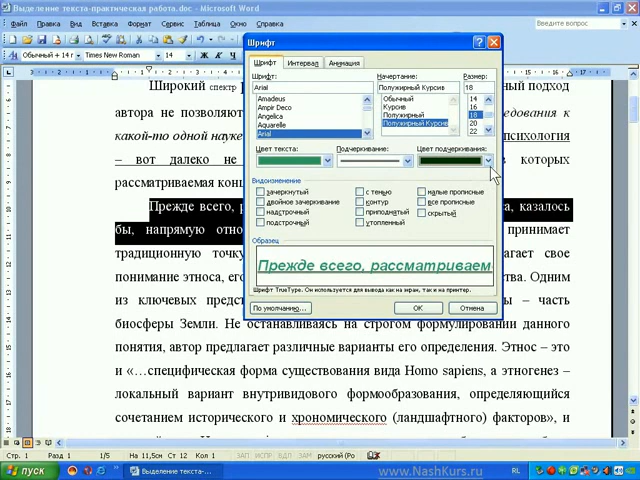 Выделение текста-практическая работа.doc - Microsoft Word
Файл Правка Вид Вставка Формат Сервис Таблица Окно
Введите вопрос
Обычный + 14 г Times New Roman 14
Шрифт
Шрифт Интервал Анимация
Шрифт: Начертание: Размер:
Arial Полужирный Курсив 18
Amadeus Обычный 14
Ampir Deco Курсив 16
Angelica Полужирный 18
Aquarelle Полужирный Курсив 20
Arial 22
Цвет текста: Подчеркивание: Цвет подчеркивания:
Видоизменение
зачеркнутый с тенью малые прописные
двойное зачеркивание контур все прописные
надстрочный приподнятый скрытый
подстрочный утопленный
Образец
Прежде всего, рассматриваем
Шрифт TrueType. Он используется для вывода как на экран, так и на принтер.
По умолчанию... ОК Отмена
Широкий спектр подход
автора не позволяют едования к
какой-то одной науке психология
– вот далеко не которых
рассматриваемая конц
Прежде всего, р а, казалось
бы, напрямую отно принимает
традиционную точку агает свое
понимание этноса, его ства. Одним
из ключевых предст ы – часть
биосферы Земли. Не останавливаясь на строгом формулировании данного
понятия, автор предлагает различные варианты его определения. Этнос – это
и «…специфическая форма существования вида Homo sapiens, а этногенез –
локальный вариант внутривидового формообразования, определяющийся
сочетанием исторического и хрономического (ландшафтного) факторов», и
Стр. 1 Разд 1 1/5 На 11,5см Ст 12 Кол 1 ЗАП ИСПР ВДЛ ЗАМ русский (Ро
пуск Выделение текста-... www.NashKurs.ru RL